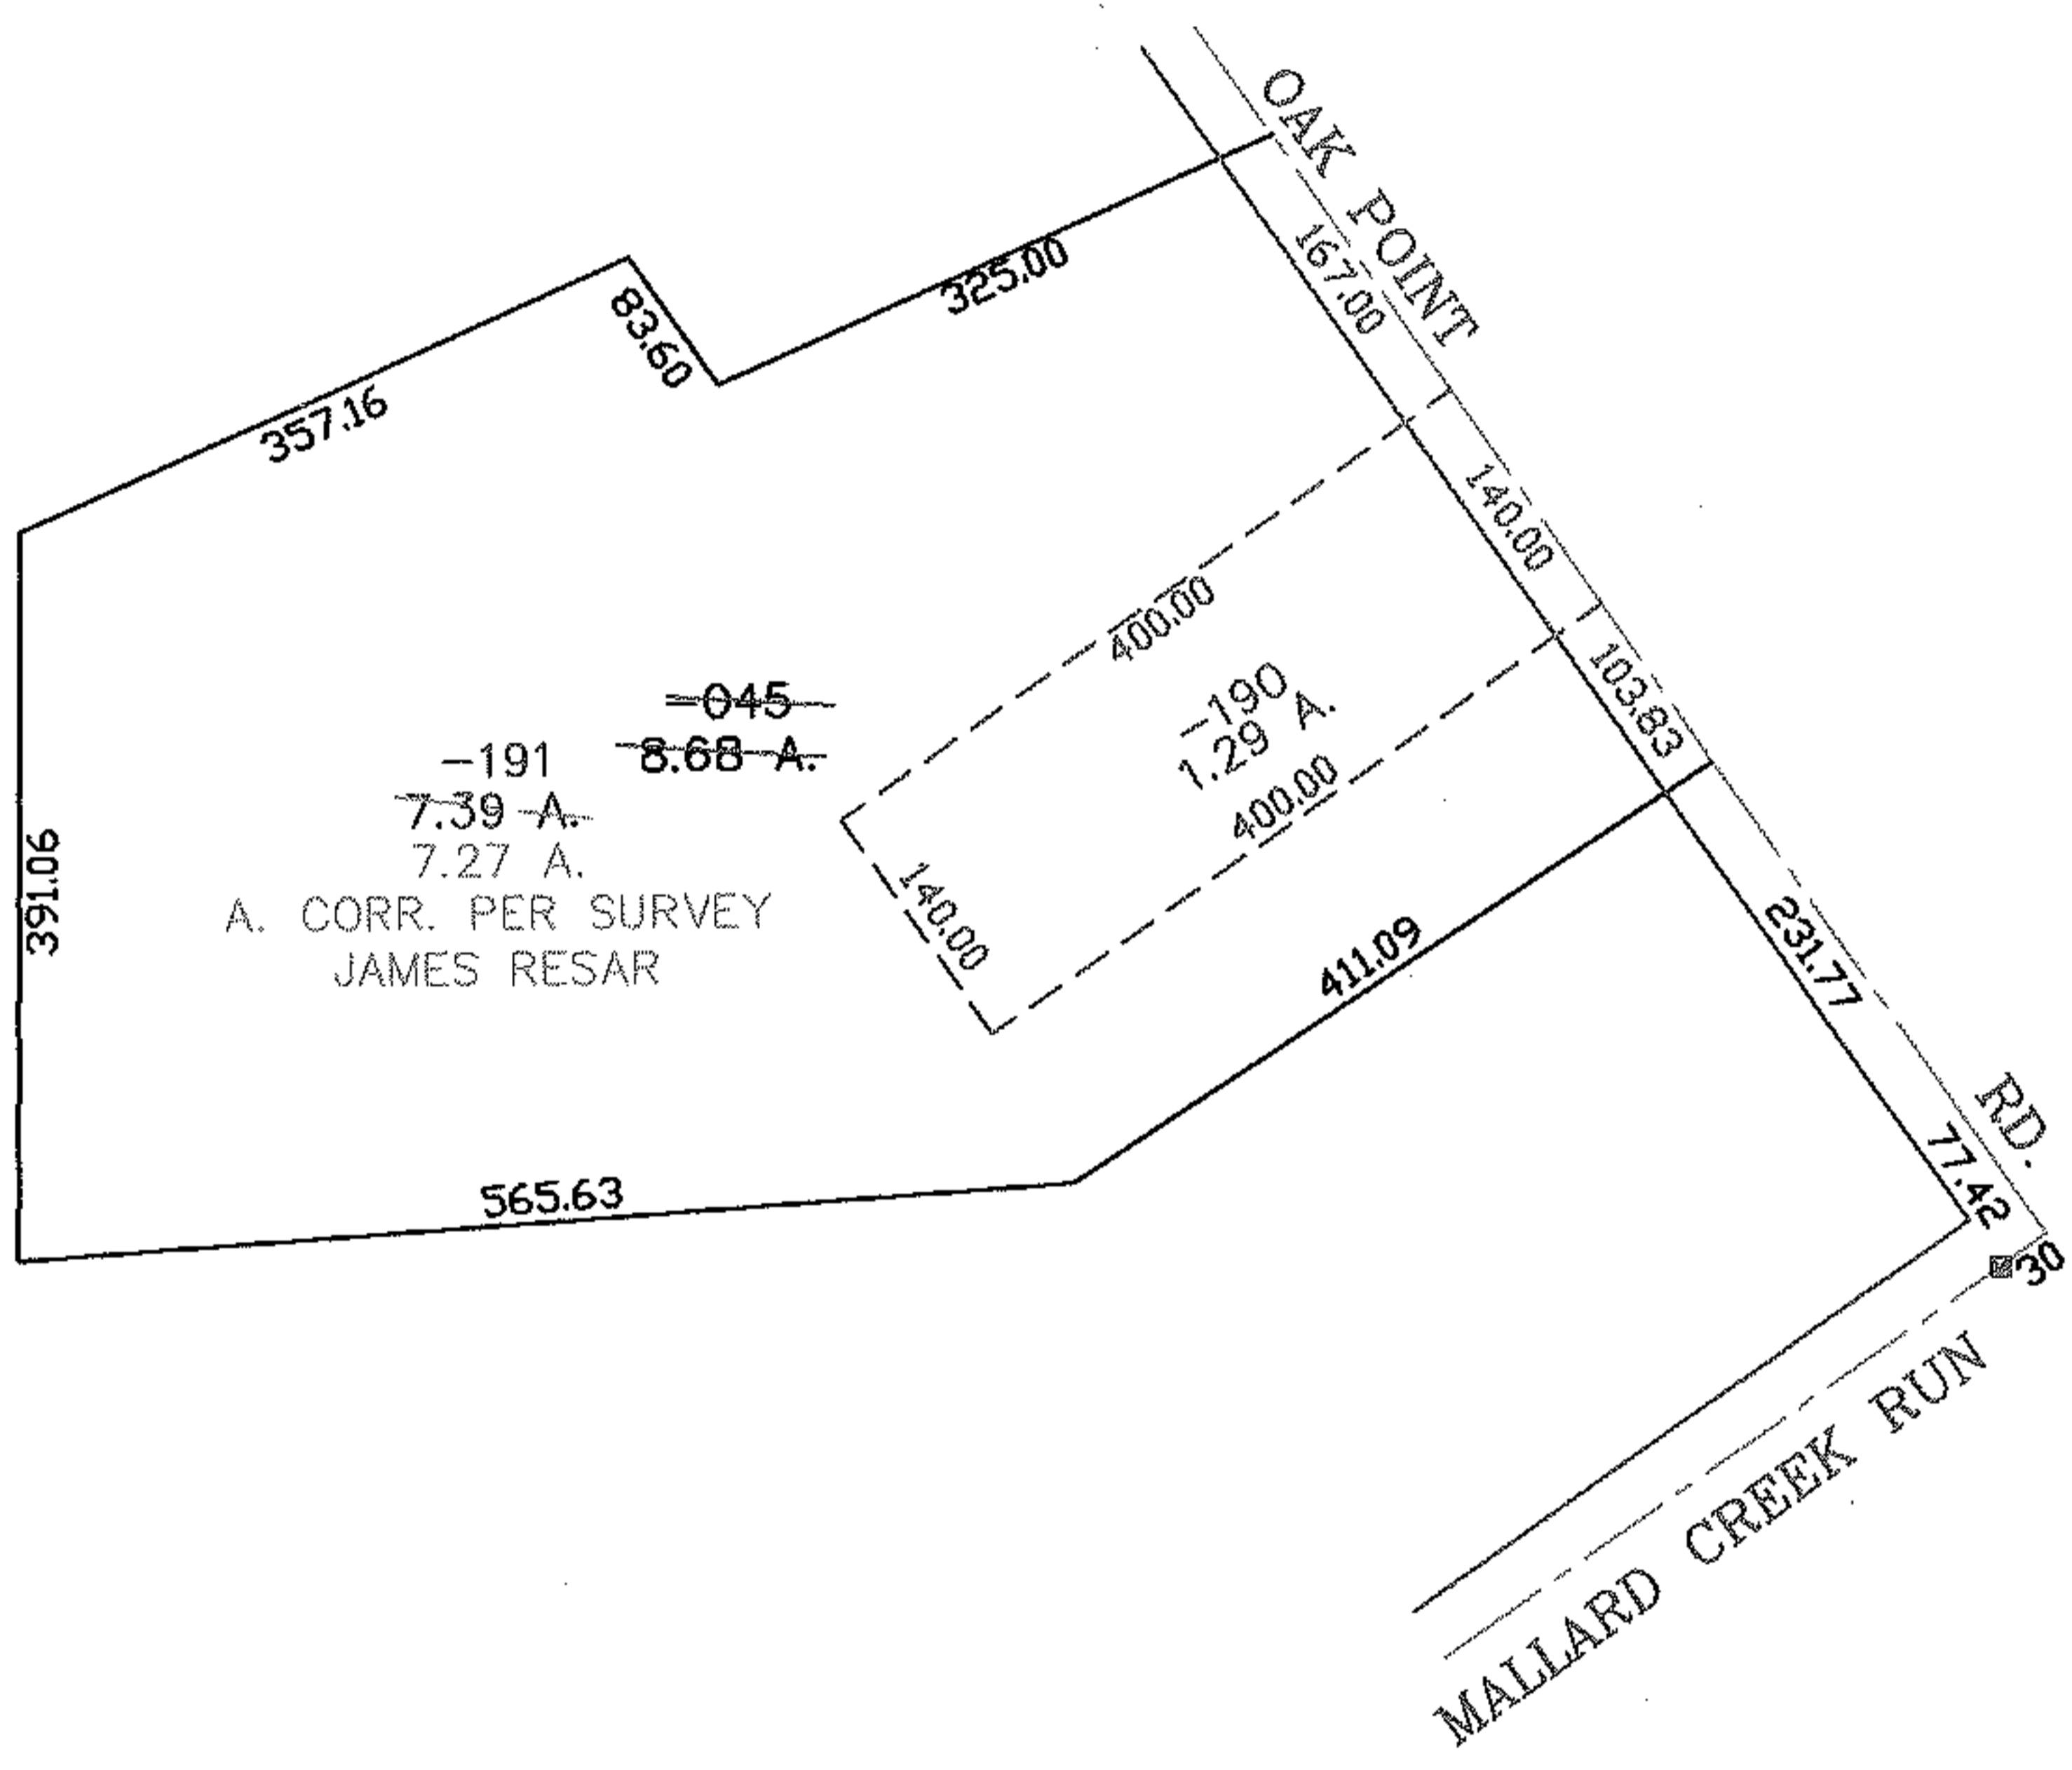 OAK POINT RD.
167.00
325.00
83.60
357.16
140.00
400.00
103.83
-190
1.29 A.
400.00
-045
8.68 A.
-191
7.39 A.
7.27 A.
A. CORR. PER SURVEY
JAMES RESAR
391.06
140.00
411.09
231.77
565.63
77.42
30
MALLARD CREEK RUN